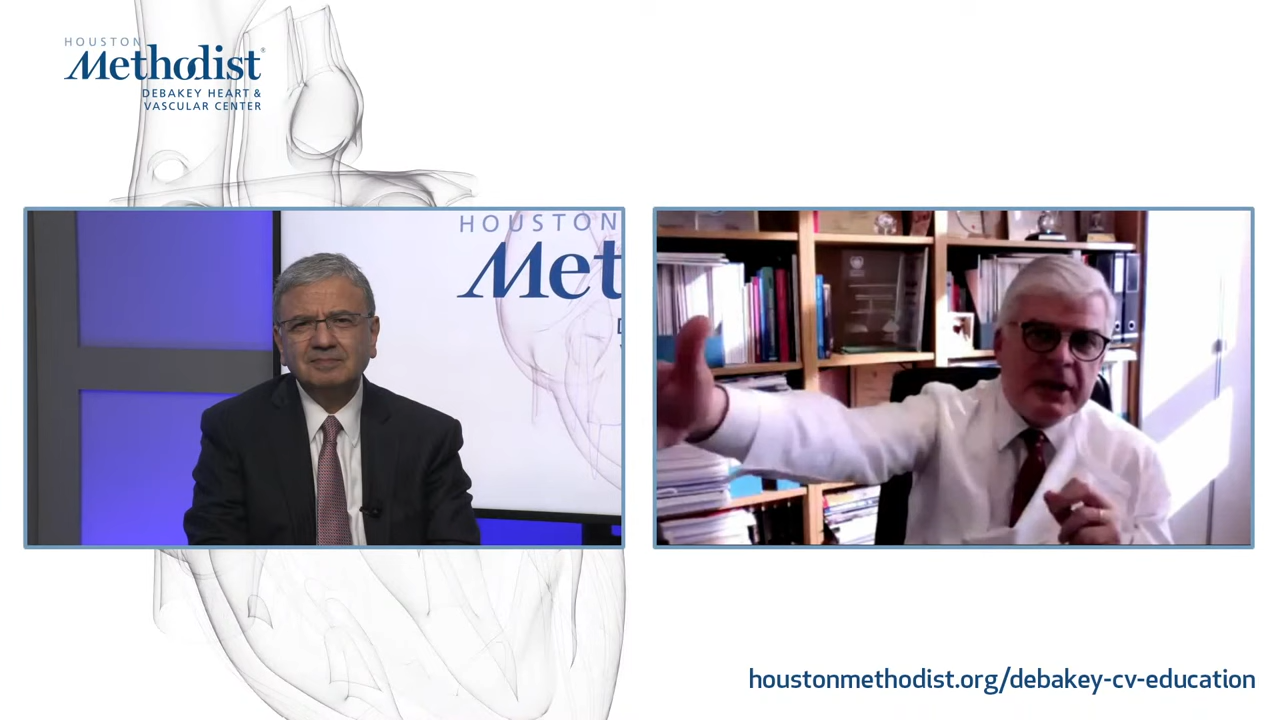 HOUSTON
Methodist®
DEBAKEY HEART &
VASCULAR CENTER
HOUSTON
Met
houstonmethodist.org/debakey-cv-education